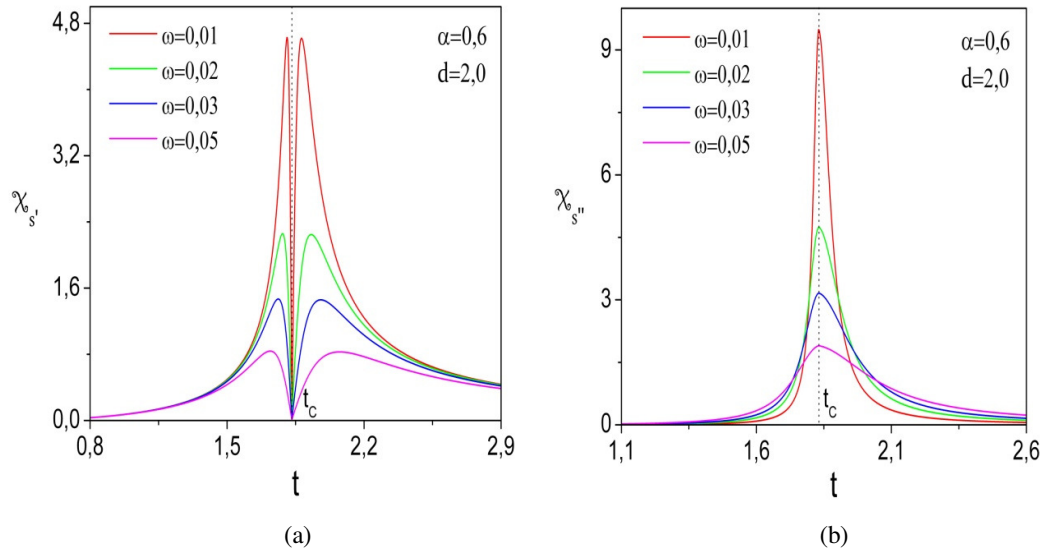 4,8
3,2
1,6
0,0
0,8
1,5
2,2
2,9
χs'
t
ω=0,01
ω=0,02
ω=0,03
ω=0,05
α=0,6
d=2,0
tC
(a)
9
6
3
0
1,1
1,6
2,1
2,6
χs"
t
ω=0,01
ω=0,02
ω=0,03
ω=0,05
α=0,6
d=2,0
tC
(b)